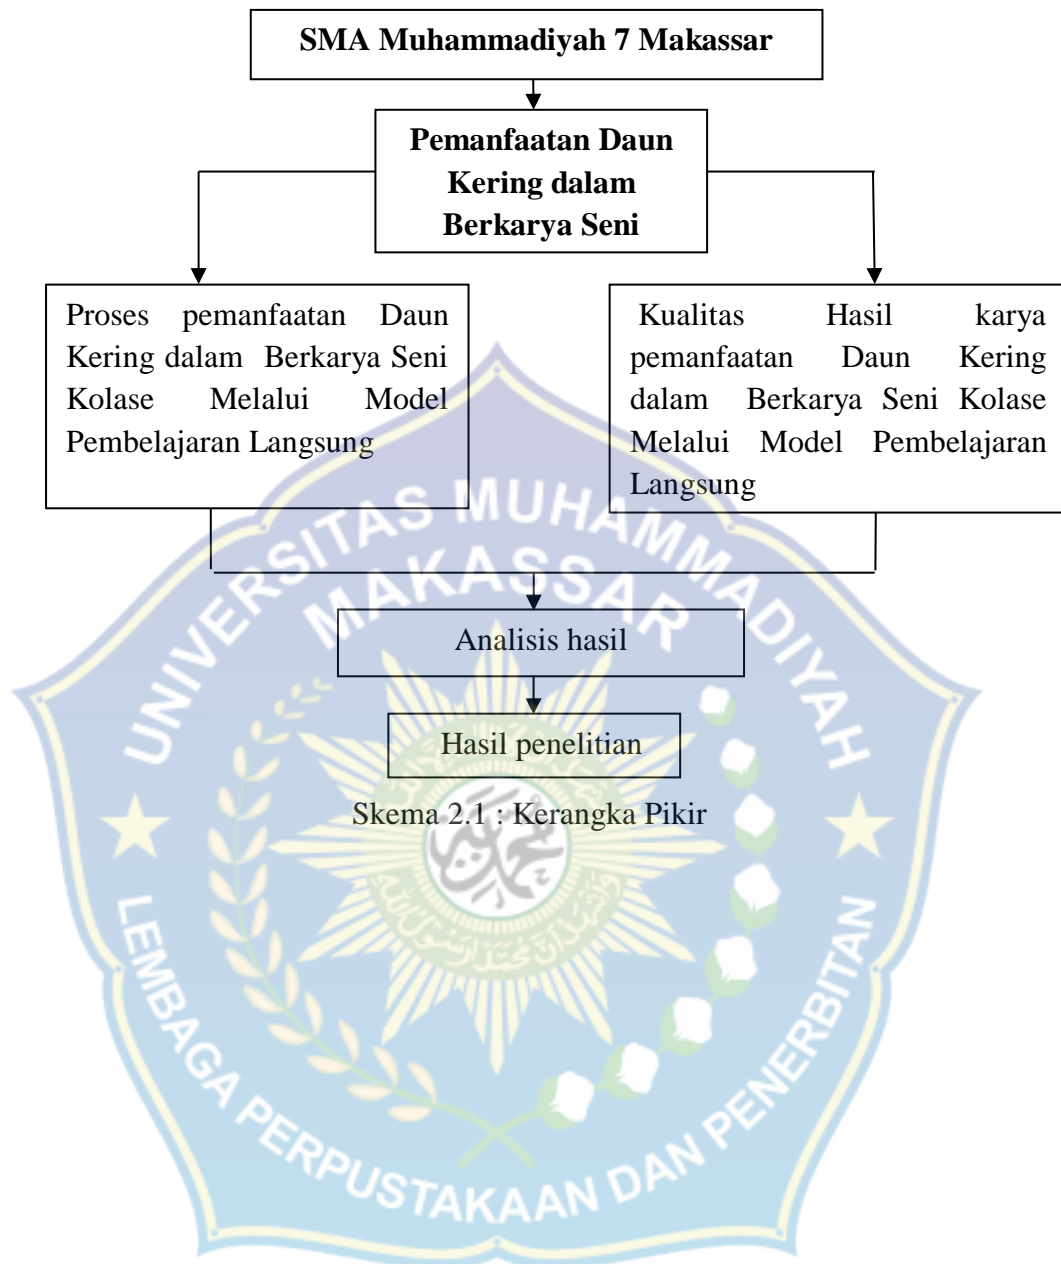 SMA Muhammadiyah 7 Makassar
Pemanfaatan Daun
Kering dalam
Berkarya Seni
Proses pemanfaatan Daun
Kering dalam Berkarya Seni
Kolase Melalui Model
Pembelajaran Langsung
Kualitas Hasil karya
pemanfaatan Daun Kering
dalam Berkarya Seni Kolase
Melalui Model Pembelajaran
Langsung
Analisis hasil
Hasil penelitian
Skema 2.1 : Kerangka Pikir
UNIVERSITAS MUHAMMADIYAH
MAKASSAR
LEMBAGA PERPUSTAKAAN DAN PENERBITAN